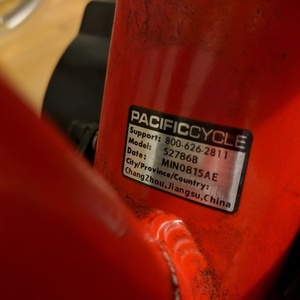 PACIFICCYCLE
Support: 800-626-2811
Model: S2786B
Date: MIN0815AE
City/Province/Country:
ChangZhou,Jiangsu,China